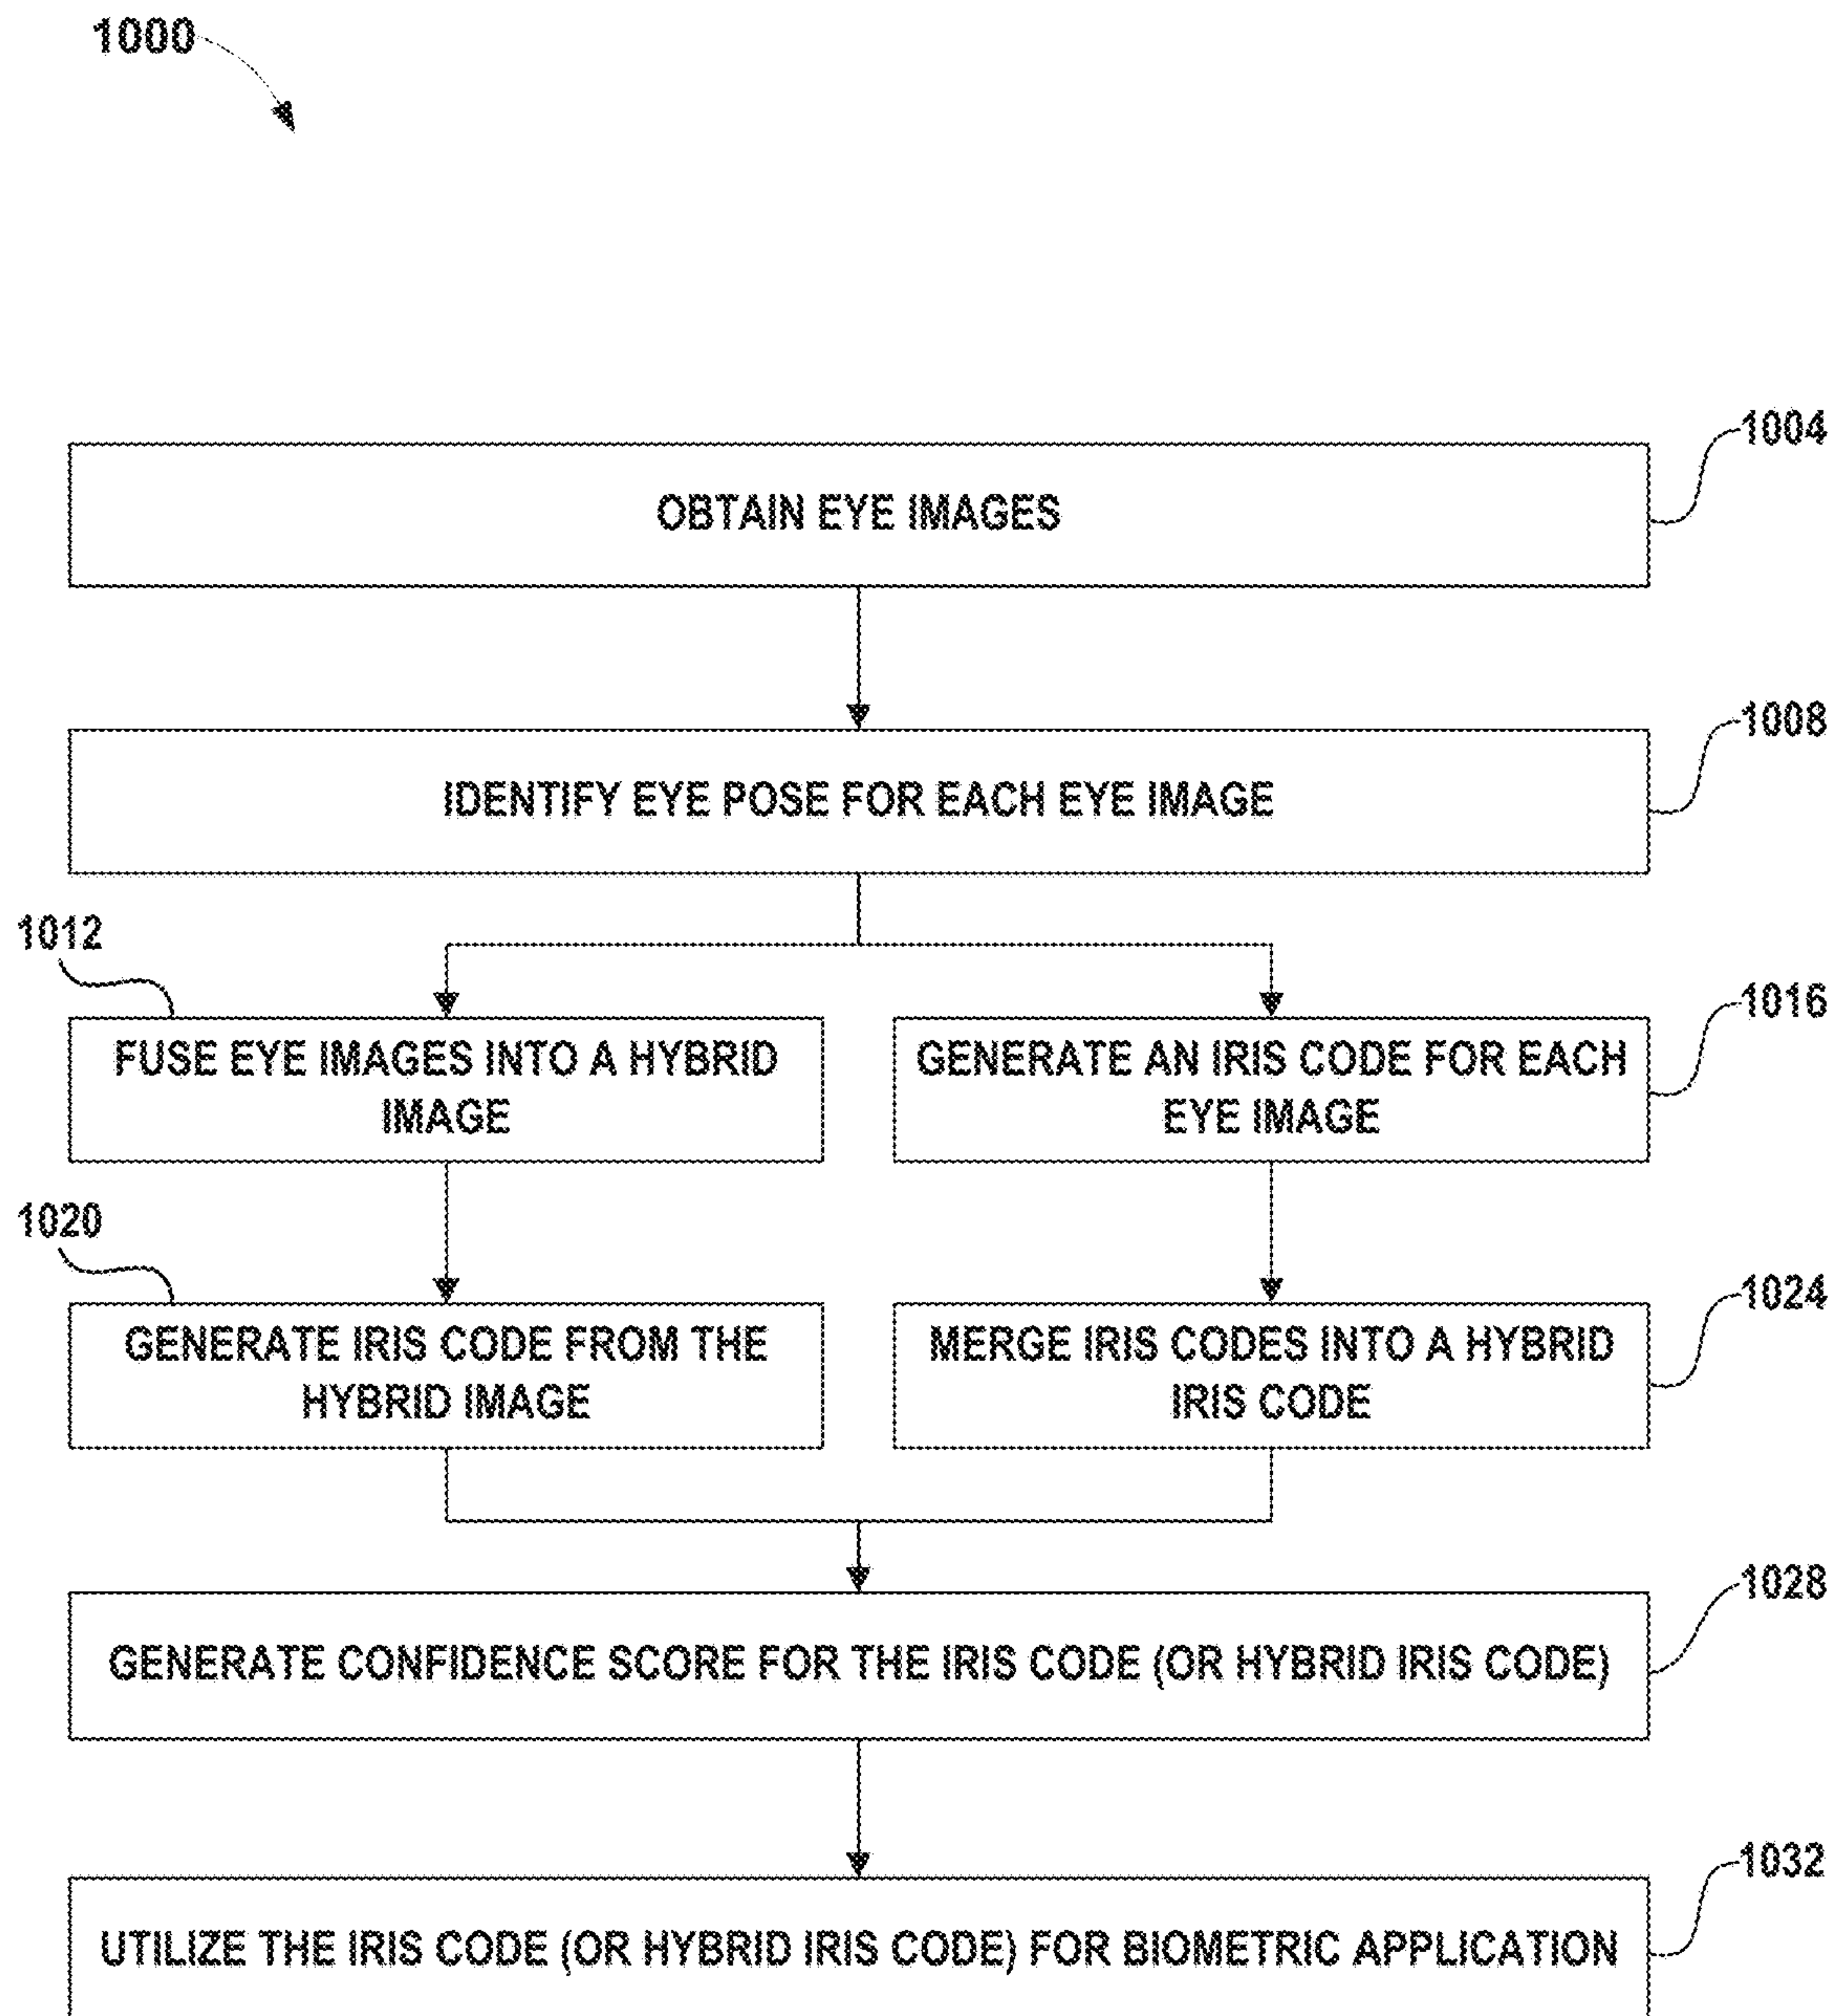 1000
1004
OBTAIN EYE IMAGES
1008
IDENTIFY EYE POSE FOR EACH EYE IMAGE
1012
FUSE EYE IMAGES INTO A HYBRID
IMAGE
1016
GENERATE AN IRIS CODE FOR EACH
EYE IMAGE
1020
GENERATE IRIS CODE FROM THE
HYBRID IMAGE
1024
MERGE IRIS CODES INTO A HYBRID
IRIS CODE
1028
GENERATE CONFIDENCE SCORE FOR THE IRIS CODE (OR HYBRID IRIS CODE)
1032
UTILIZE THE IRIS CODE (OR HYBRID IRIS CODE) FOR BIOMETRIC APPLICATION